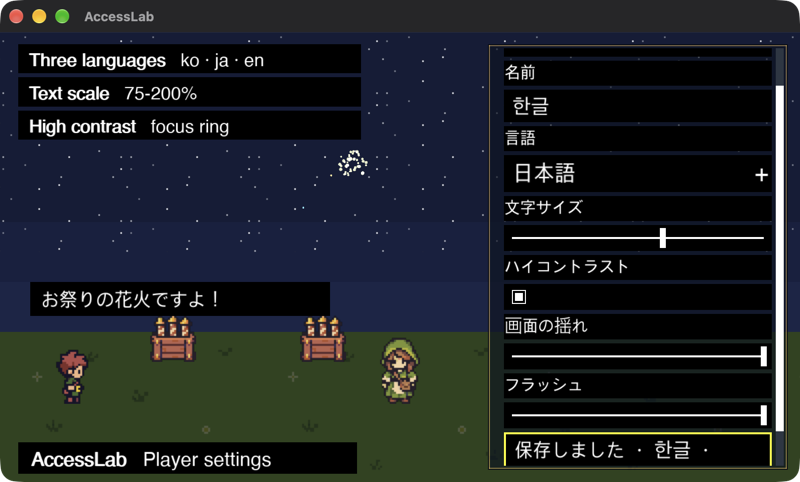 AccessLab
Three languages ko · ja · en
Text scale 75-200%
High contrast focus ring
お祭りの花火ですよ！
AccessLab Player settings
名前
한글
言語
日本語 +
文字サイズ
ハイコントラスト
画面の揺れ
フラッシュ
保存しました · 한글 ·